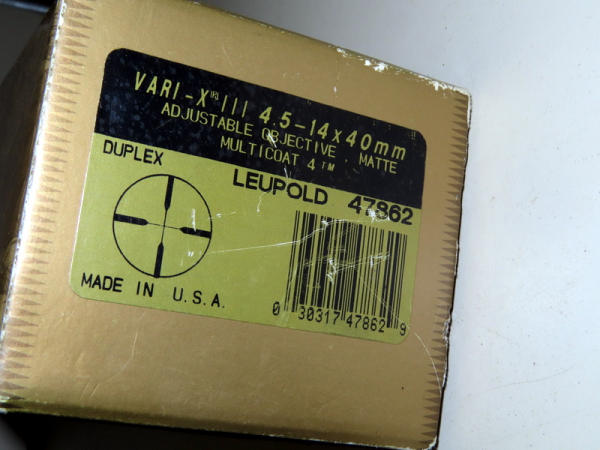 VARI-X® III 4.5-14x40mm
ADJUSTABLE OBJECTIVE, MATTE
MULTICOAT 4™
DUPLEX
LEUPOLD 47862
MADE IN U.S.A.
0 30317 47862 9